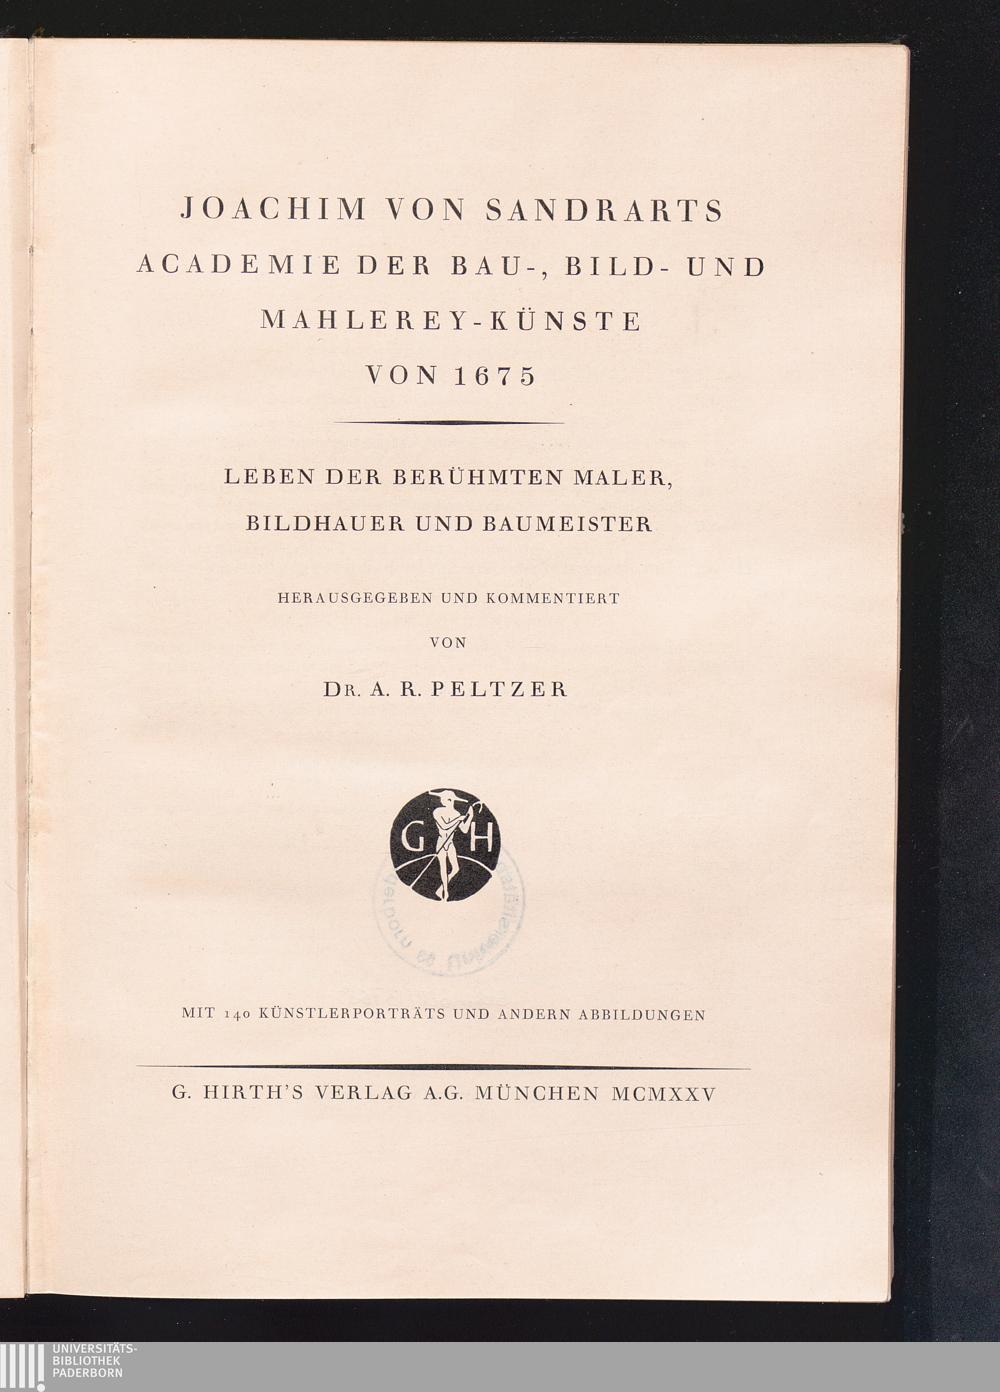 JOACHIM VON SANDRARTS
ACADEMIE DER BAU-, BILD- UND
MAHLEREY-KÜNSTE
VON 1675
LEBEN DER BERÜHMTEN MALER,
BILDHAUER UND BAUMEISTER
HERAUSGEGEBEN UND KOMMENTIERT
VON
DR. A. R. PELTZER
G H
MIT 140 KÜNSTLERPORTRÄTS UND ANDERN ABBILDUNGEN
G. HIRTH'S VERLAG A.G. MÜNCHEN MCMXXV
UNIVERSITÄTS-
BIBLIOTHEK
PADERBORN